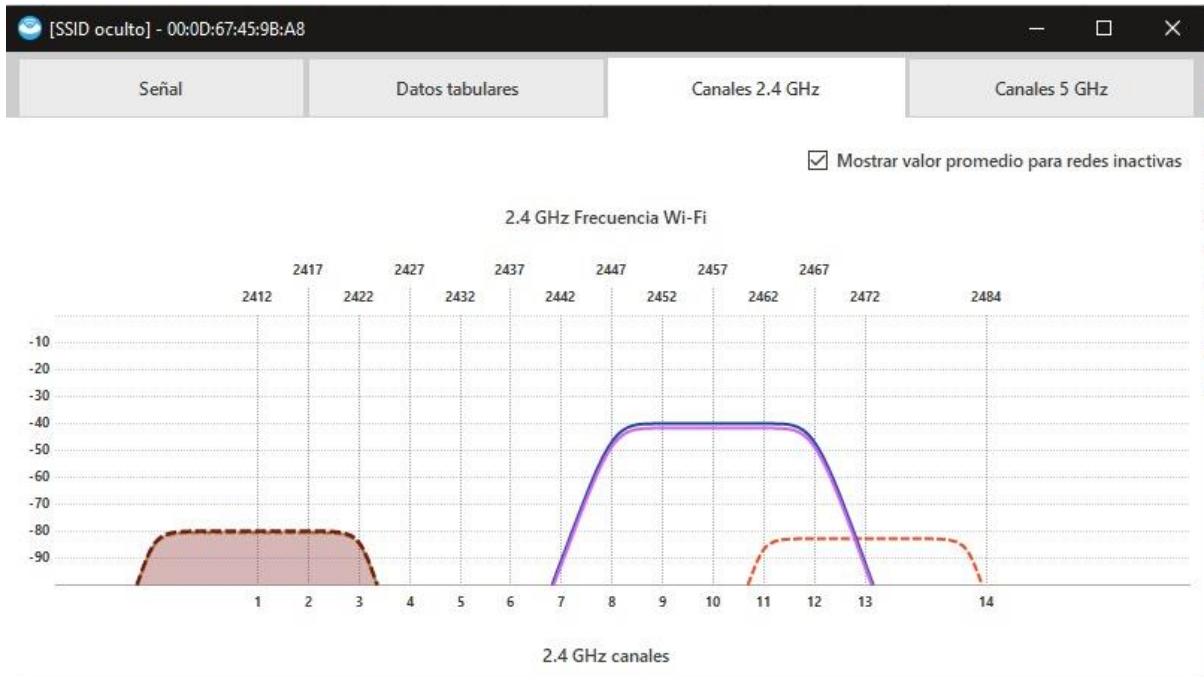 [SSID oculto] - 00:0D:67:45:9B:A8
Señal Datos tabulares Canales 2.4 GHz Canales 5 GHz
Mostrar valor promedio para redes inactivas
2.4 GHz Frecuencia Wi-Fi
2417 2427 2437 2447 2457 2467
2412 2422 2432 2442 2452 2462 2472 2484
-10
-20
-30
-40
-50
-60
-70
-80
-90
1 2 3 4 5 6 7 8 9 10 11 12 13 14
2.4 GHz canales